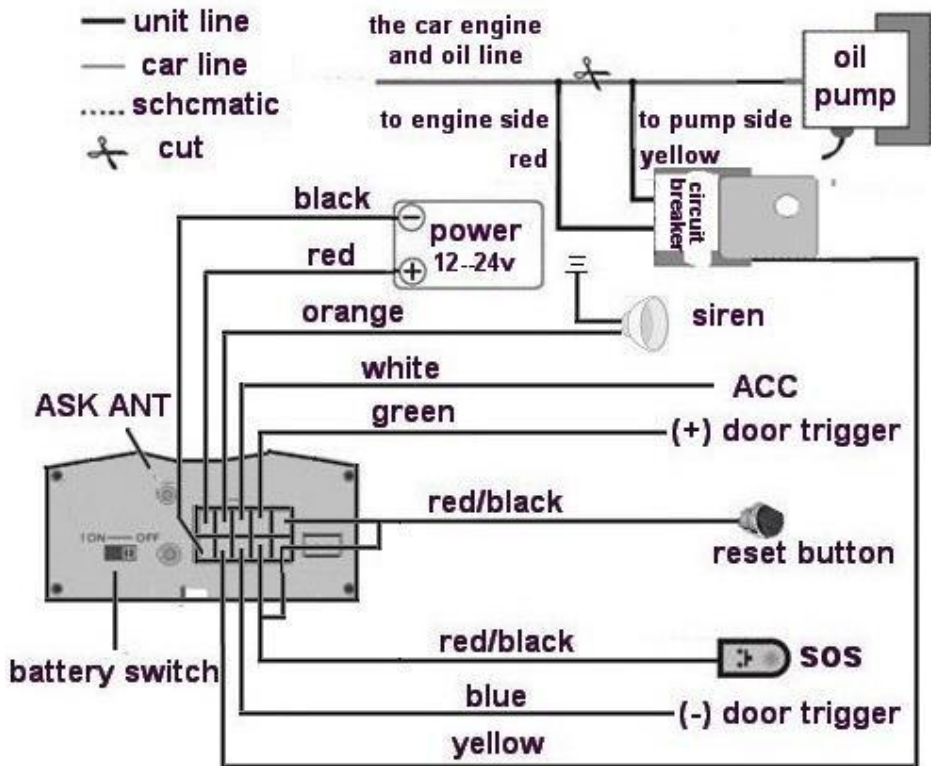 unit line
car line
schcmatic
cut
the car engine
and oil line
oil
pump
to engine side
red
to pump side
yellow
circuit
breaker
black
red
power
12--24v
orange
siren
white
ACC
ASK ANT
green
(+) door trigger
red/black
reset button
ION
OFF
battery switch
red/black
SOS
blue
(-) door trigger
yellow